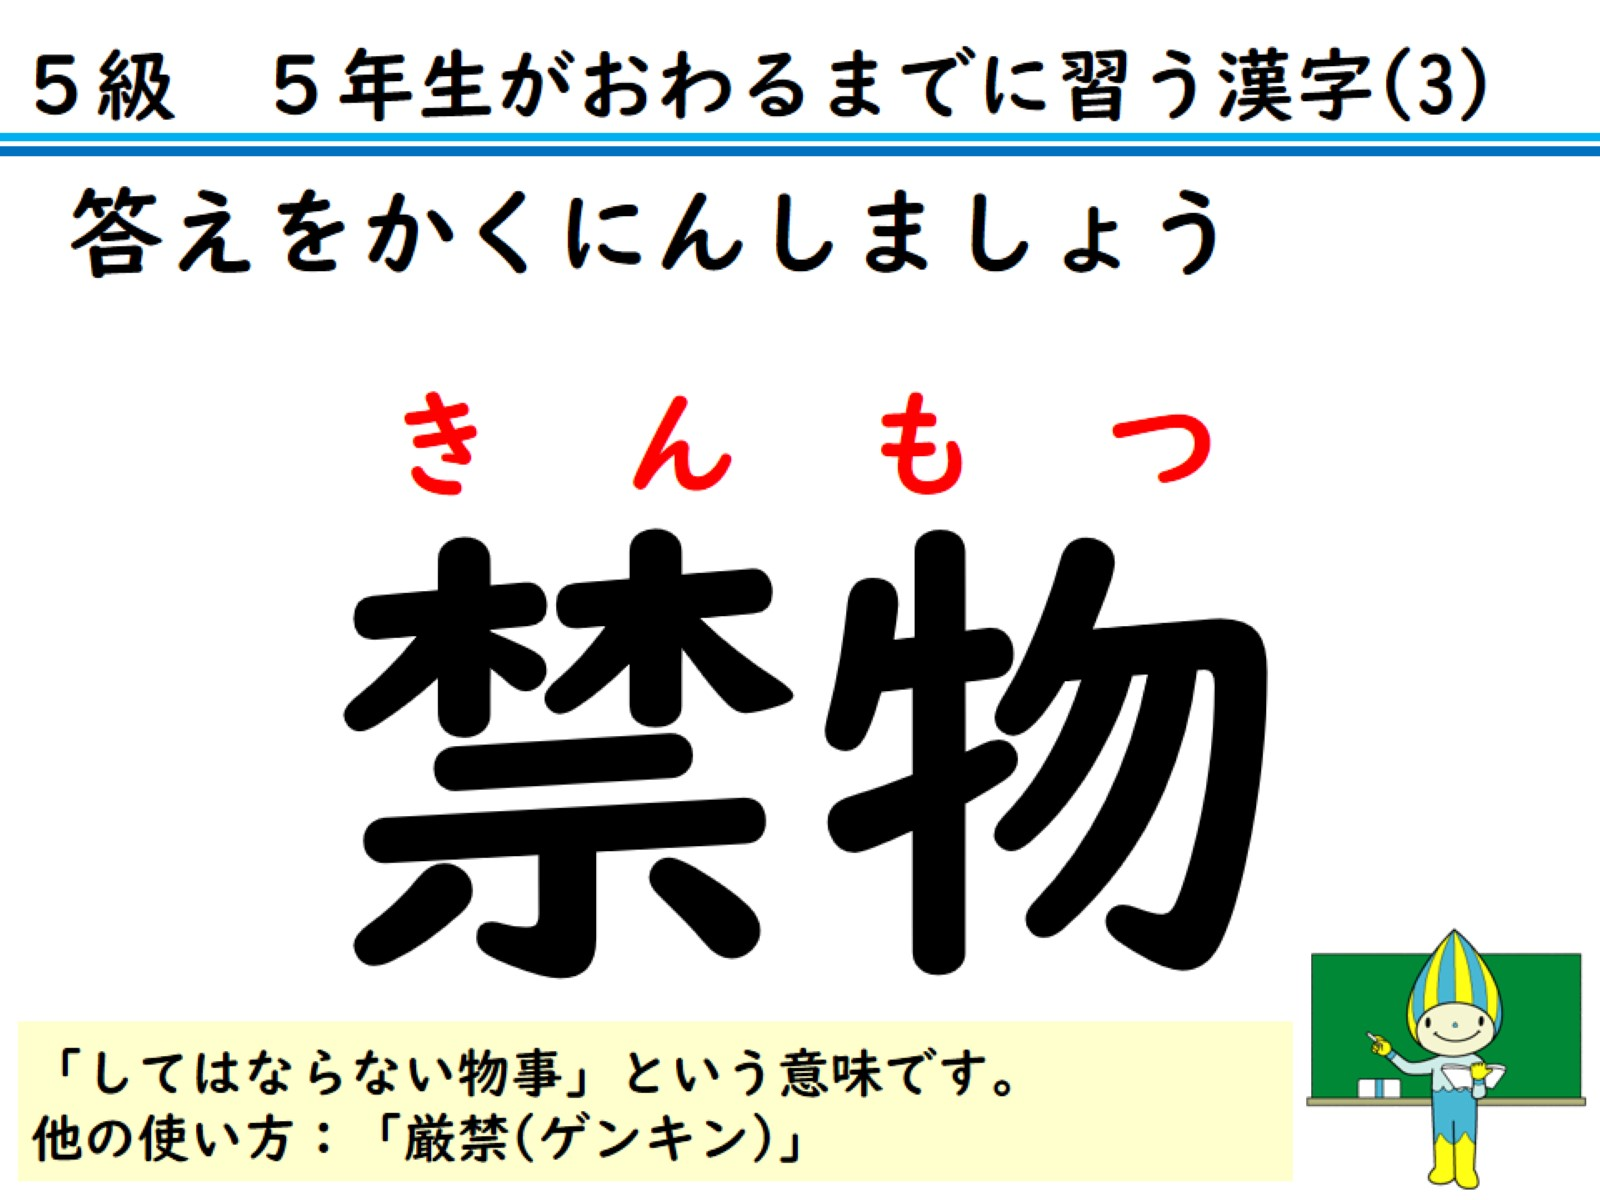 ５級　５年生がおわるまでに習う漢字(3)
答えをかくにんしましょう
きんもつ
禁物
「してはならない物事」という意味です。
他の使い方：「厳禁(ゲンキン)」